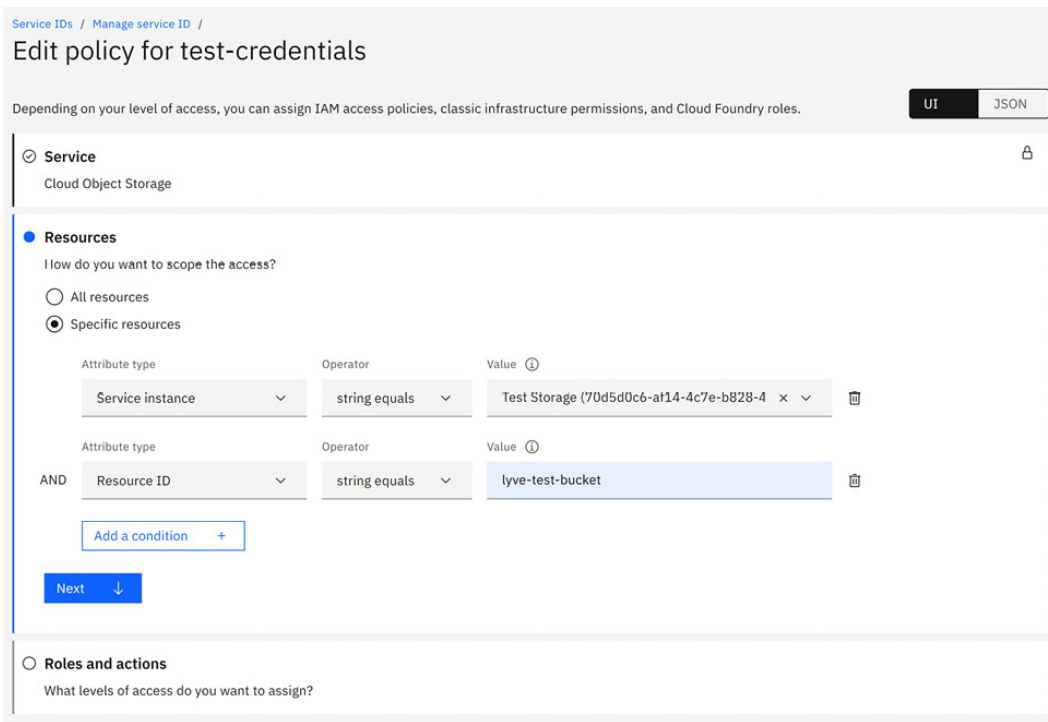 Service IDs / Manage service ID /
Edit policy for test-credentials
Depending on your level of access, you can assign IAM access policies, classic infrastructure permissions, and Cloud Foundry roles.
UI JSON
Service
Cloud Object Storage
Resources
How do you want to scope the access?
All resources
Specific resources
Attribute type Operator Value
Service instance string equals Test Storage (70d5d0c6-af14-4c7e-b828-4
Attribute type Operator Value
AND Resource ID string equals lyve-test-bucket
Add a condition +
Next ↓
Roles and actions
What levels of access do you want to assign?